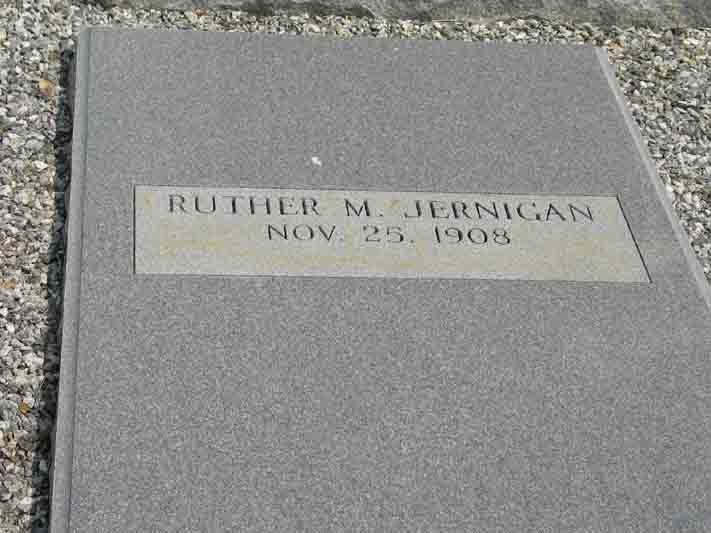 RUTHER M. JERNIGAN
NOV. 25. 1908